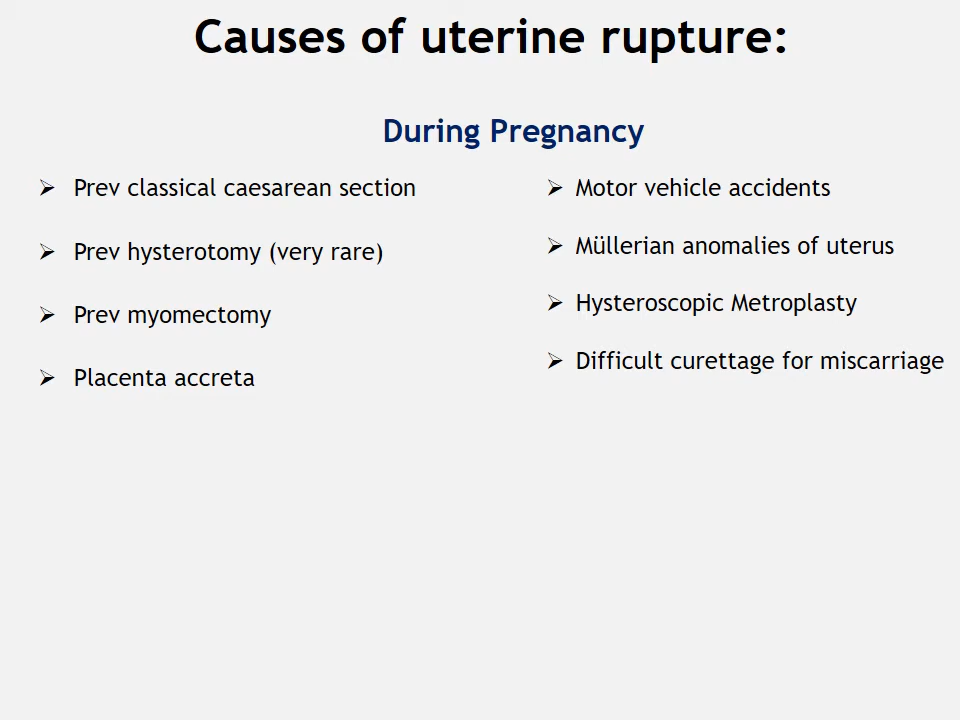 Causes of uterine rupture:
During Pregnancy
➢ Prev classical caesarean section
➢ Prev hysterotomy (very rare)
➢ Prev myomectomy
➢ Placenta accreta
➢ Motor vehicle accidents
➢ Müllerian anomalies of uterus
➢ Hysteroscopic Metroplasty
➢ Difficult curettage for miscarriage